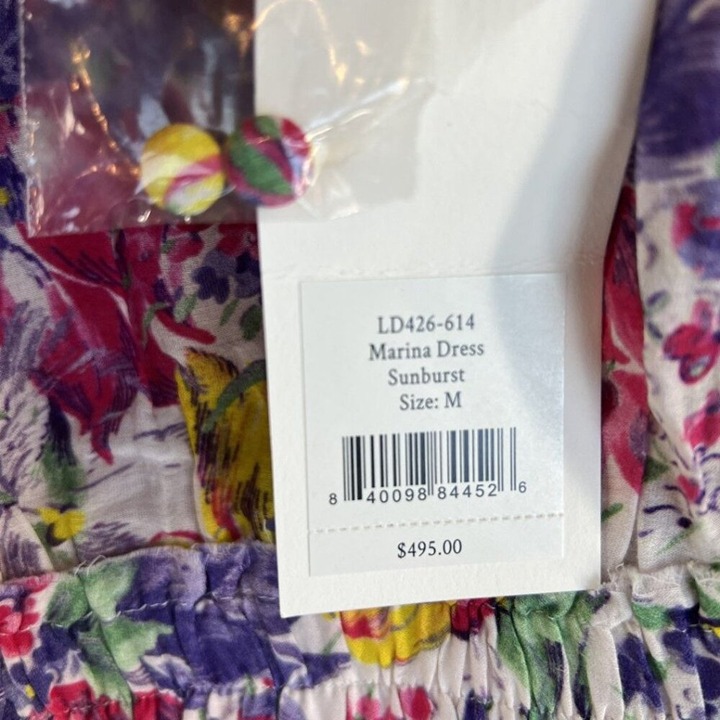 LD426-614
Marina Dress
Sunburst
Size: M
8 40098 84452 6
$495.00